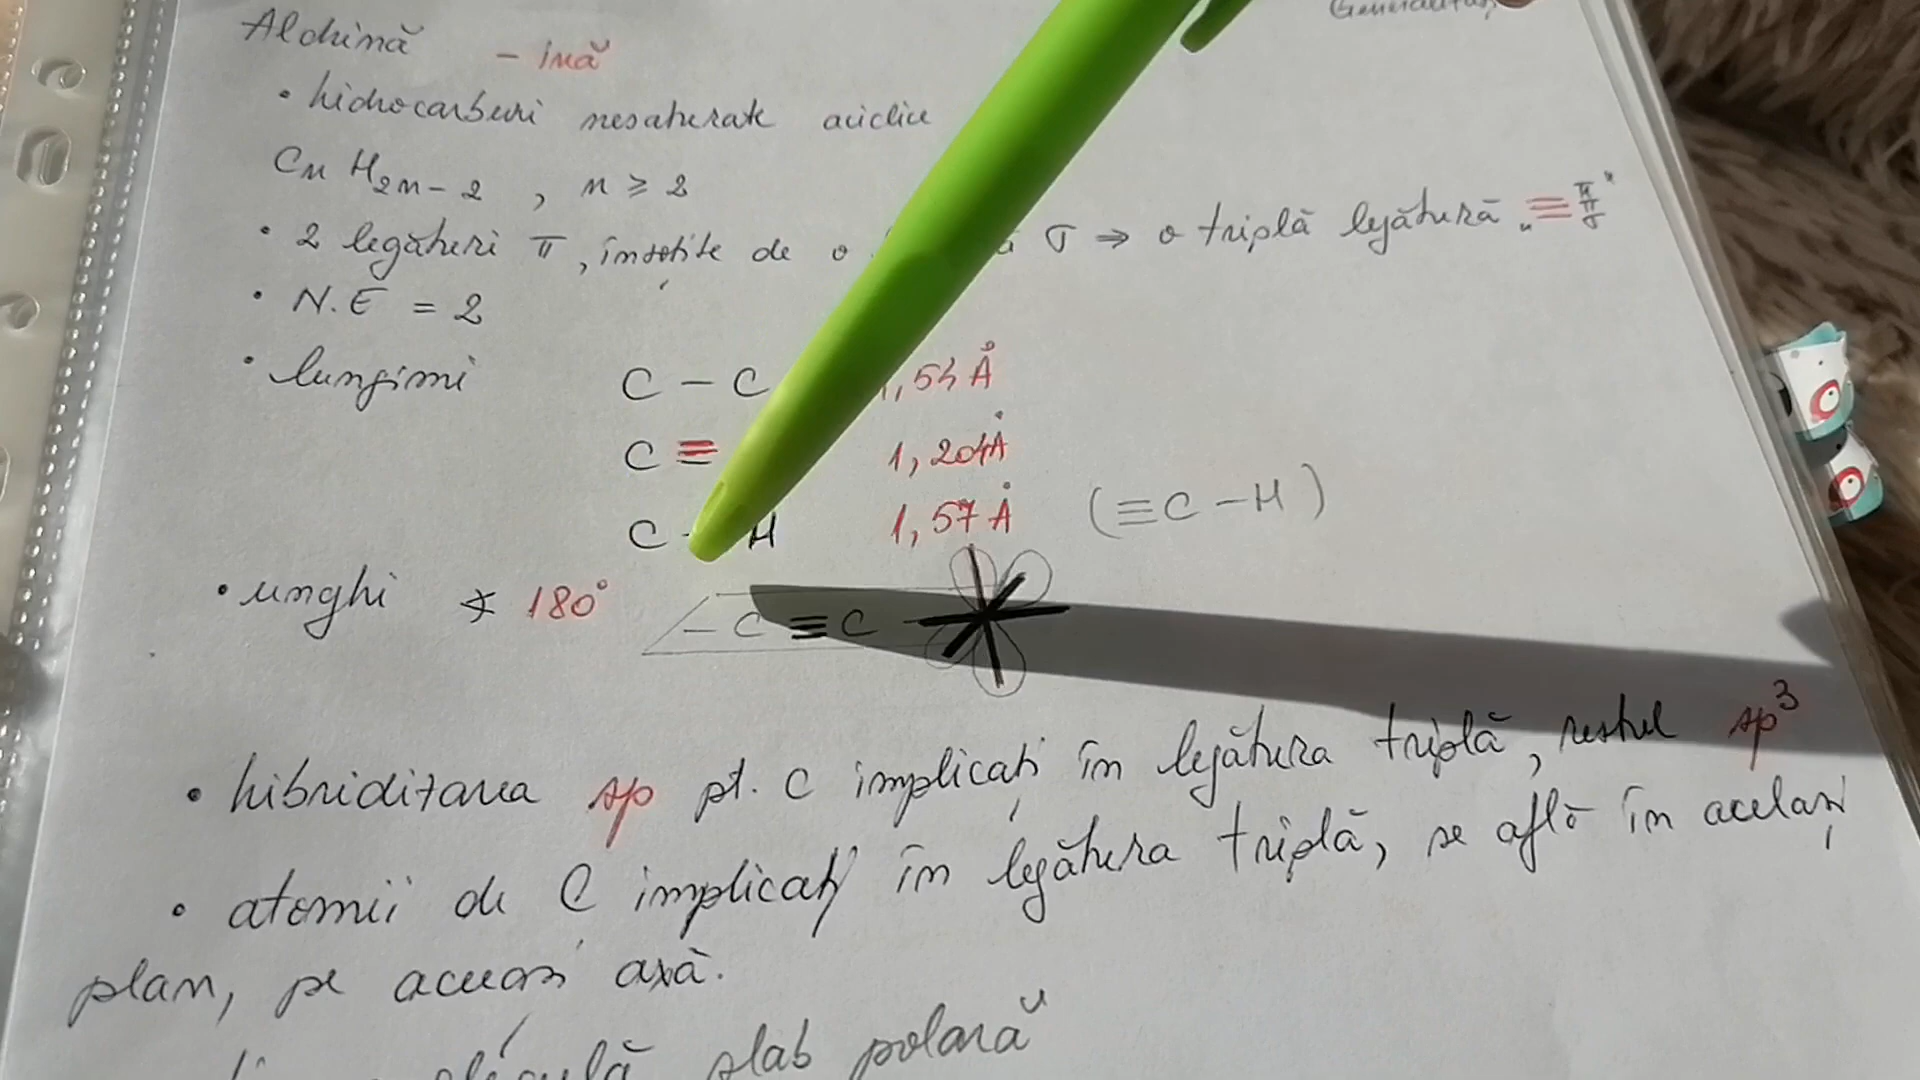 Generalități
Alchină - ină
• hidrocarburi nesaturate aciclice
CnH2n-2 , n ≥ 2
• 2 legături π, însoțite de o σ ⇒ o triplă legătură „≡ π π σ"
• N.E = 2
• lungimi C - C 1,54 Å
C ≡ 1,204 Å
C - H 1,57 Å (≡C-H)
• unghi ∢ 180° - C ≡ C -
• hibridizarea sp pt. C implicați în legătura triplă, restul sp³
• atomii de C implicați în legătura triplă, se află în același
plan, pe aceeași axă.
slab polară